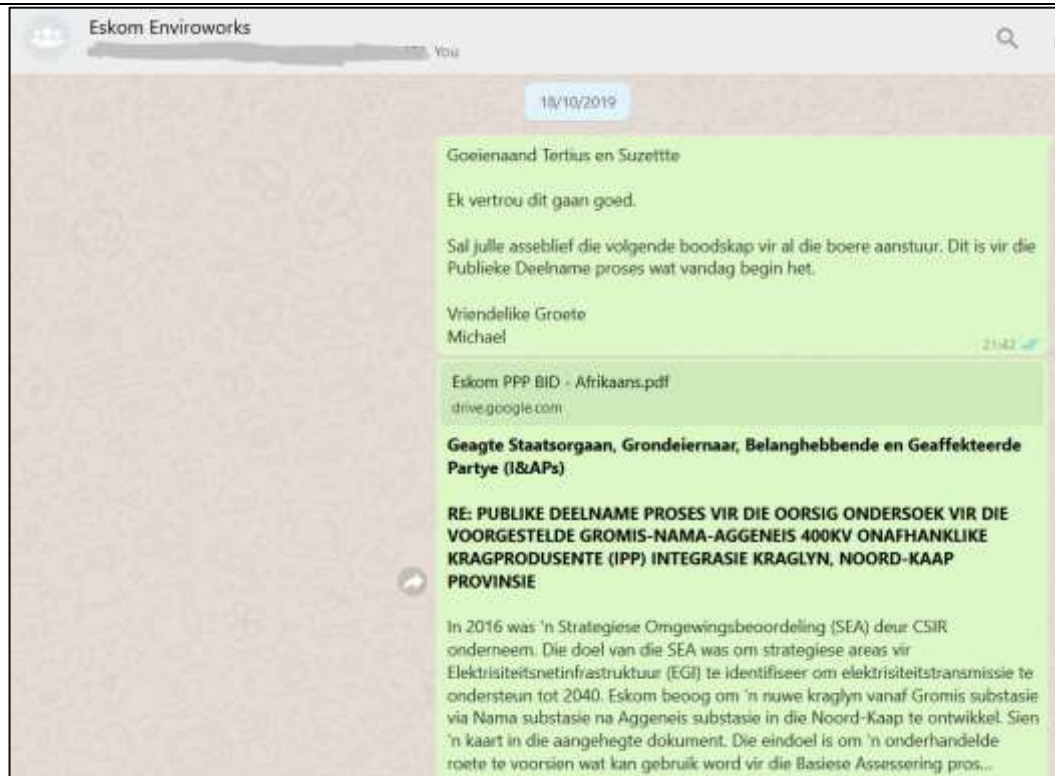 Eskom Enviroworks
You
18/10/2019
Goeienaand Tertius en Suzettte
Ek vertrou dit gaan goed.
Sal julle asseblief die volgende boodskap vir al die boere aanstuur. Dit is vir die
Publieke Deelname proses wat vandag begin het.
Vriendelike Groete
Michael
21:42
Eskom PPP BID - Afrikaans.pdf
drive.google.com
Geagte Staatsorgaan, Grondeiernaar, Belanghebbende en Geaffekteerde
Partye (I&APs)
RE: PUBLIKE DEELNAME PROSES VIR DIE OORSIG ONDERSOEK VIR DIE
VOORGESTELDE GROMIS-NAMA-AGGENEIS 400KV ONAFHANKLIKE
KRAGPRODUSENTE (IPP) INTEGRASIE KRAGLYN, NOORD-KAAP
PROVINSIE
In 2016 was 'n Strategiese Omgewingsbeoordeling (SEA) deur CSIR
onderneem. Die doel van die SEA was om strategiese areas vir
Elektrisiteitsnetinfrastruktuur (EGI) te identifiseer om elektrisiteitstransmissie te
ondersteun tot 2040. Eskom beoog om 'n nuwe kraglyn vanaf Gromis substasie
via Nama substasie na Aggeneis substasie in die Noord-Kaap te ontwikkel. Sien
'n kaart in die aangehegte dokument. Die eindoel is om 'n onderhandelde
roete te voorsien wat kan gebruik word vir die Basiese Assessering pros...